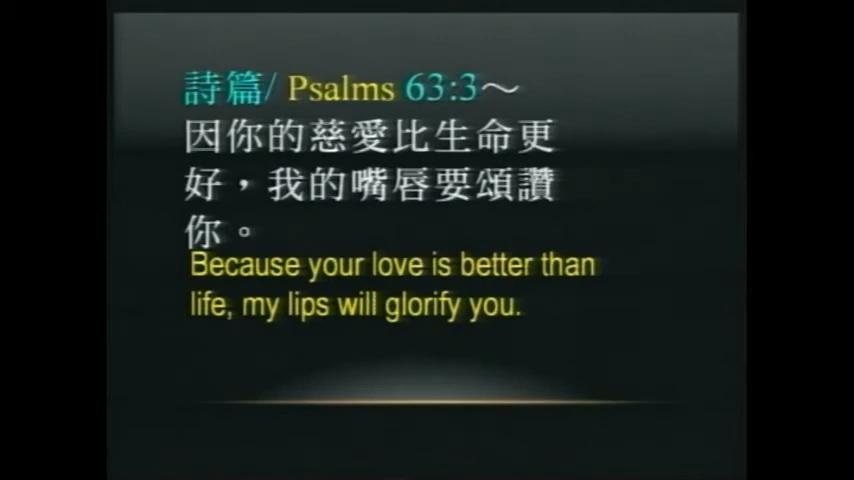 詩篇/ Psalms 63:3～
因你的慈愛比生命更
好，我的嘴唇要頌讚
你。
Because your love is better than
life, my lips will glorify you.